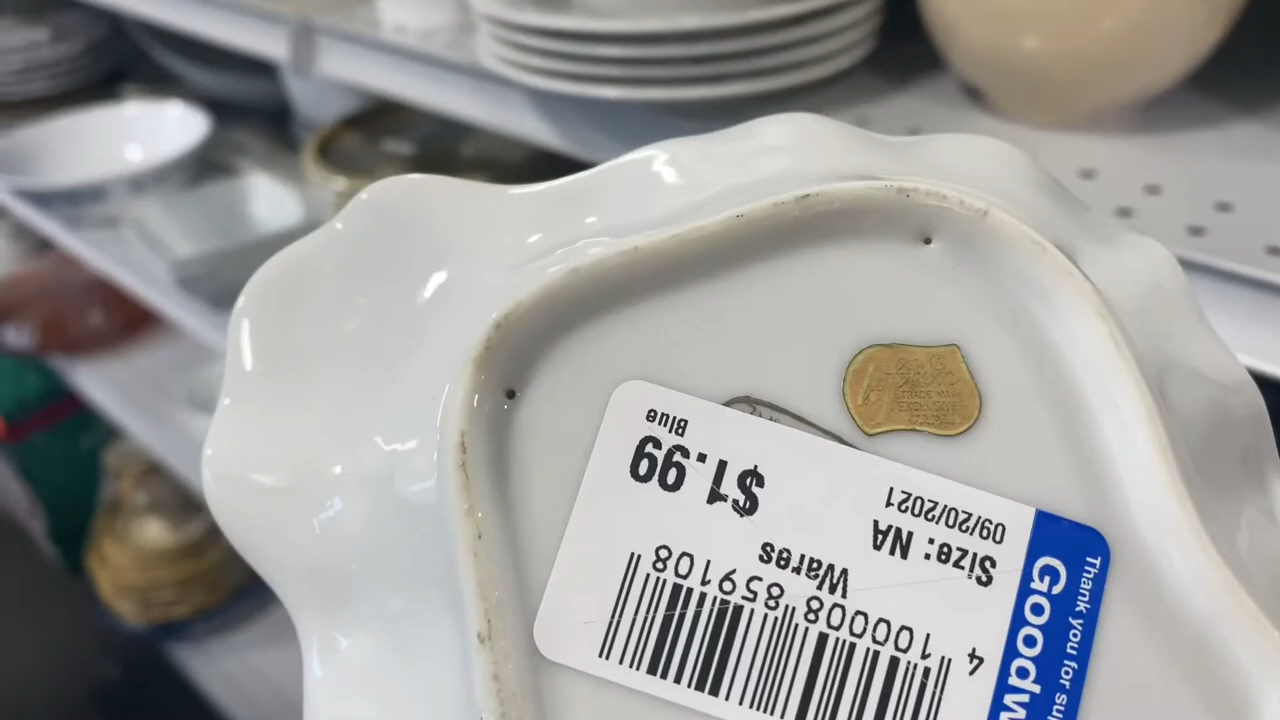 Thank you for su
Goodw
4 100008 859108
Wares
Size: NA
09/20/2021
$1.99
Blue
TRADE MA
EXCLUSIVE